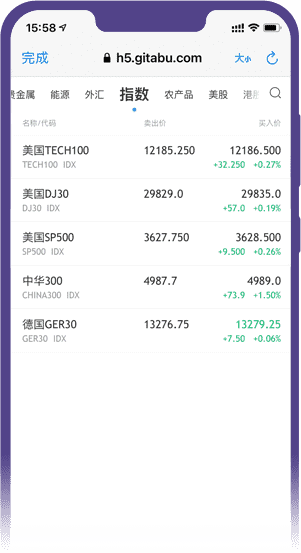 15:58
完成 h5.gitabu.com 大小
贵金属 能源 外汇 指数 农产品 美股 港股
名称/代码 卖出价 买入价
美国TECH100 12185.250 12186.500
TECH100 IDX +32.250 +0.27%
美国DJ30 29829.0 29835.0
DJ30 IDX +57.0 +0.19%
美国SP500 3627.750 3628.500
SP500 IDX +9.500 +0.26%
中华300 4987.7 4989.0
CHINA300 IDX +73.9 +1.50%
德国GER30 13276.75 13279.25
GER30 IDX +7.50 +0.06%